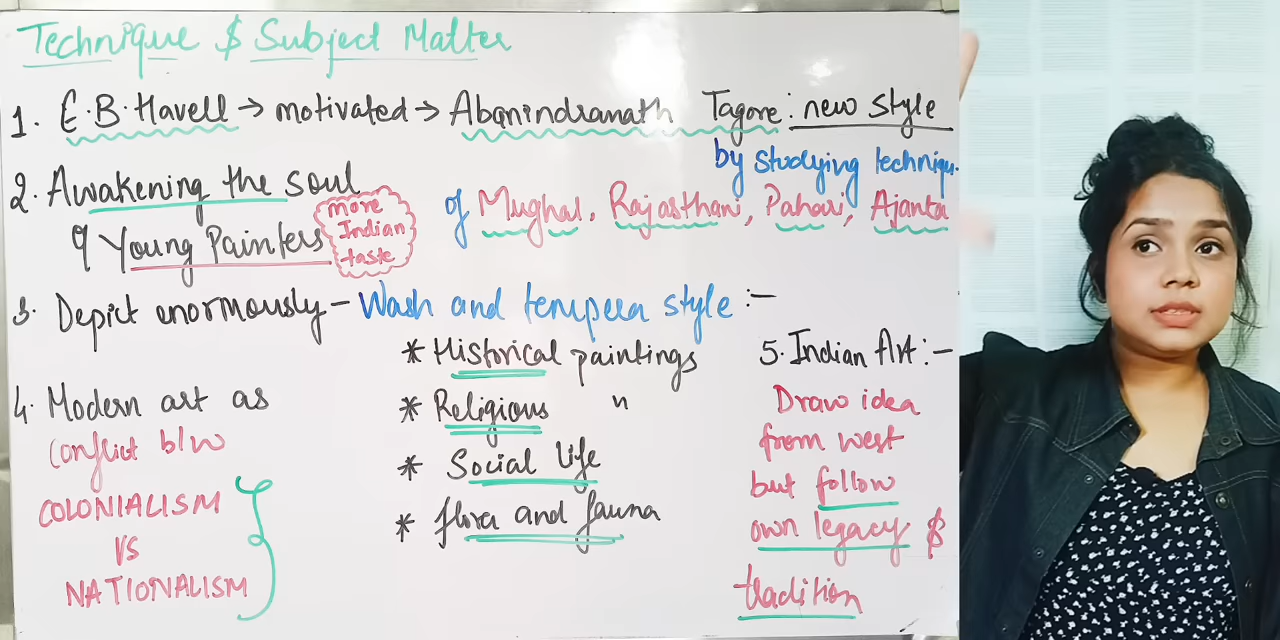 Technique & Subject Matter
1. E.B. Havell → motivated → Abanindranath Tagore: new style
by studying technique
of Mughal, Rajasthani, Pahari, Ajanta
2. Awakening the soul
of Young Painters
more
Indian
taste
3. Depict enormously - Wash and tempera style :-
* Historical paintings
* Religious "
* Social life
* flora and fauna
4. Modern art as
Conflict b/w
COLONIALISM
VS
NATIONALISM
5. Indian Art :-
Draw idea
from west
but follow
own legacy &
tradition